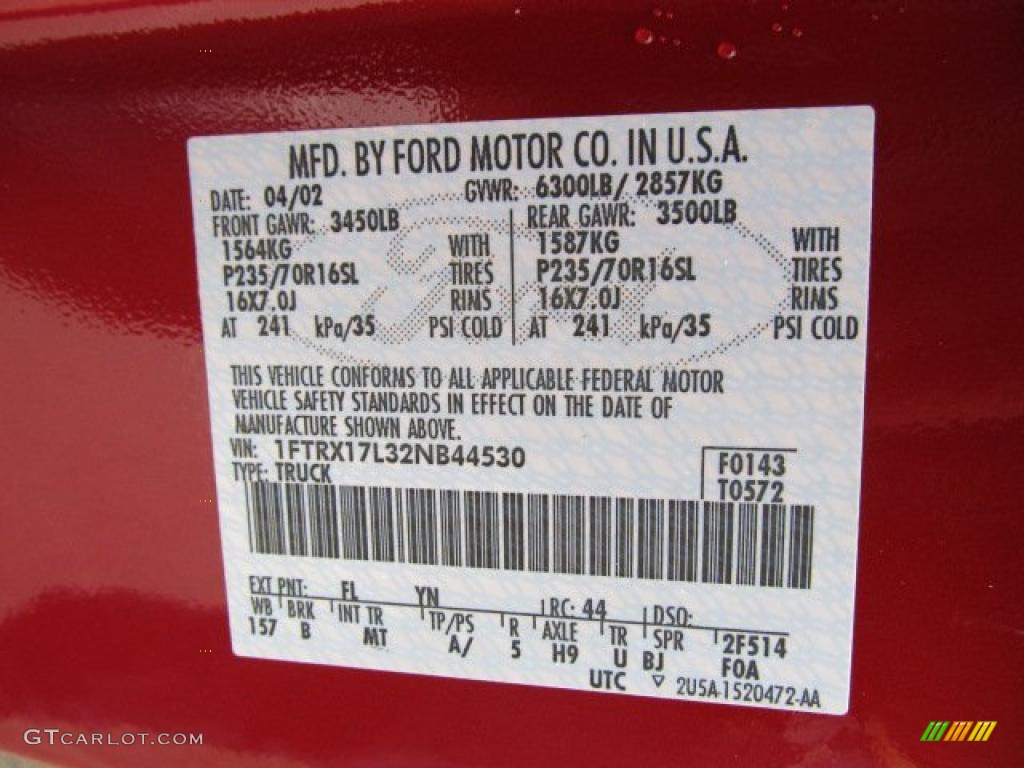 MFD. BY FORD MOTOR CO. IN U.S.A.
DATE: 04/02 GVWR: 6300LB/ 2857KG
FRONT GAWR: 3450LB REAR GAWR: 3500LB
1564KG WITH 1587KG WITH
P235/70R16SL TIRES P235/70R16SL TIRES
16X7.0J RIMS 16X7.0J RIMS
AT 241 kPa/35 PSI COLD AT 241 kPa/35 PSI COLD
THIS VEHICLE CONFORMS TO ALL APPLICABLE FEDERAL MOTOR
VEHICLE SAFETY STANDARDS IN EFFECT ON THE DATE OF
MANUFACTURE SHOWN ABOVE.
VIN: 1FTRX17L32NB44530
TYPE: TRUCK
F0143
T0572
EXT PNT: FL YN RC: 44 DSO:
WB BRK INT TR TP/PS R AXLE TR SPR 2F514
157 B MT A/ 5 H9 U BJ F0A
UTC ▽ 2U5A-1520472-AA
GTCARLOT.COM